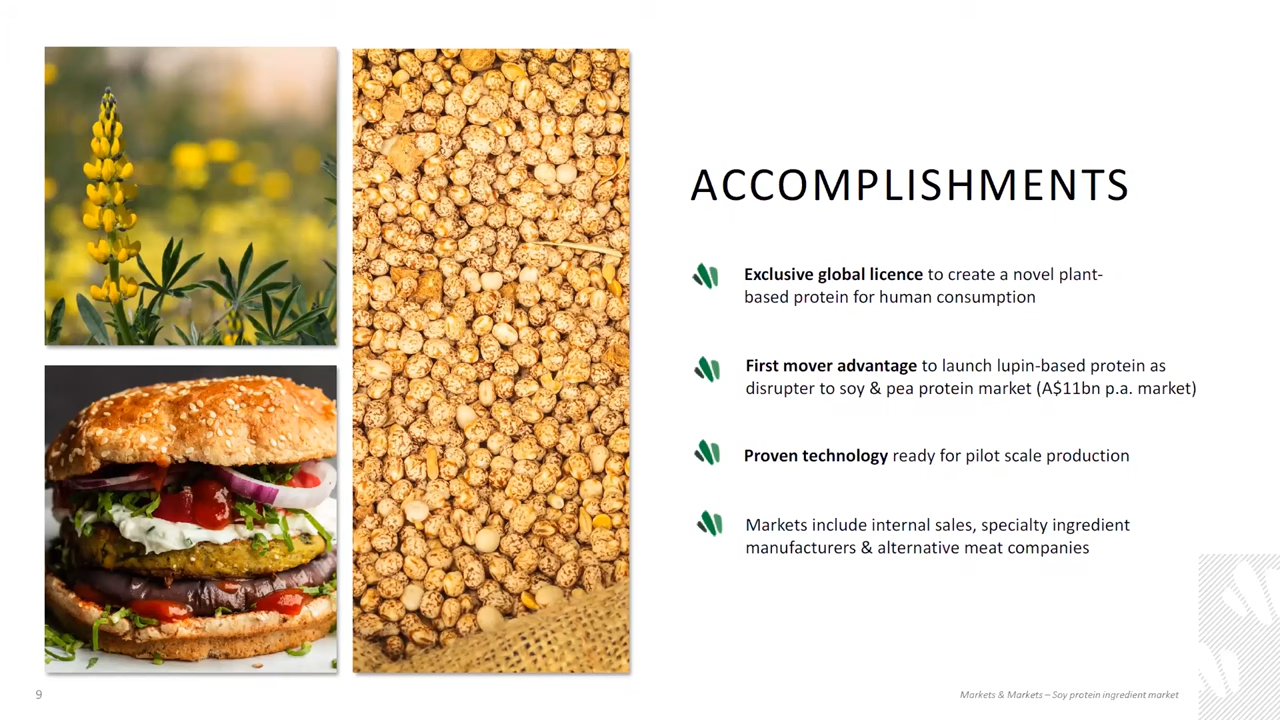 ACCOMPLISHMENTS
Exclusive global licence to create a novel plant-
based protein for human consumption
First mover advantage to launch lupin-based protein as
disrupter to soy & pea protein market (A$11bn p.a. market)
Proven technology ready for pilot scale production
Markets include internal sales, specialty ingredient
manufacturers & alternative meat companies
9
Markets & Markets – Soy protein ingredient market